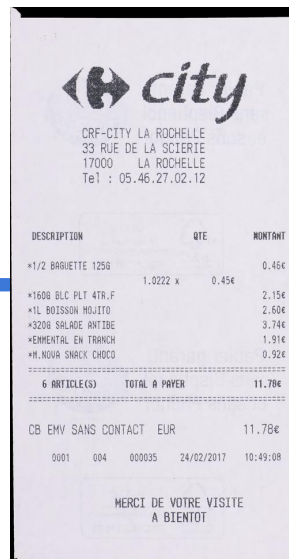 city
CRF-CITY LA ROCHELLE
33 RUE DE LA SCIERIE
17000 LA ROCHELLE
Tel : 05.46.27.02.12
DESCRIPTION QTE MONTANT
*1/2 BAGUETTE 125G 0.46€
1.0222 x 0.45€
*160G BLC PLT 4TR.F 2.15€
*1L BOISSON MOJITO 2.60€
*320G SALADE ANTIBE 3.74€
*EMMENTAL EN TRANCH 1.91€
*M.NOVA SNACK CHOCO 0.92€
6 ARTICLE(S) TOTAL A PAYER 11.78€
CB EMV SANS CONTACT EUR 11.78€
0001 004 000035 24/02/2017 10:49:08
MERCI DE VOTRE VISITE
A BIENTOT